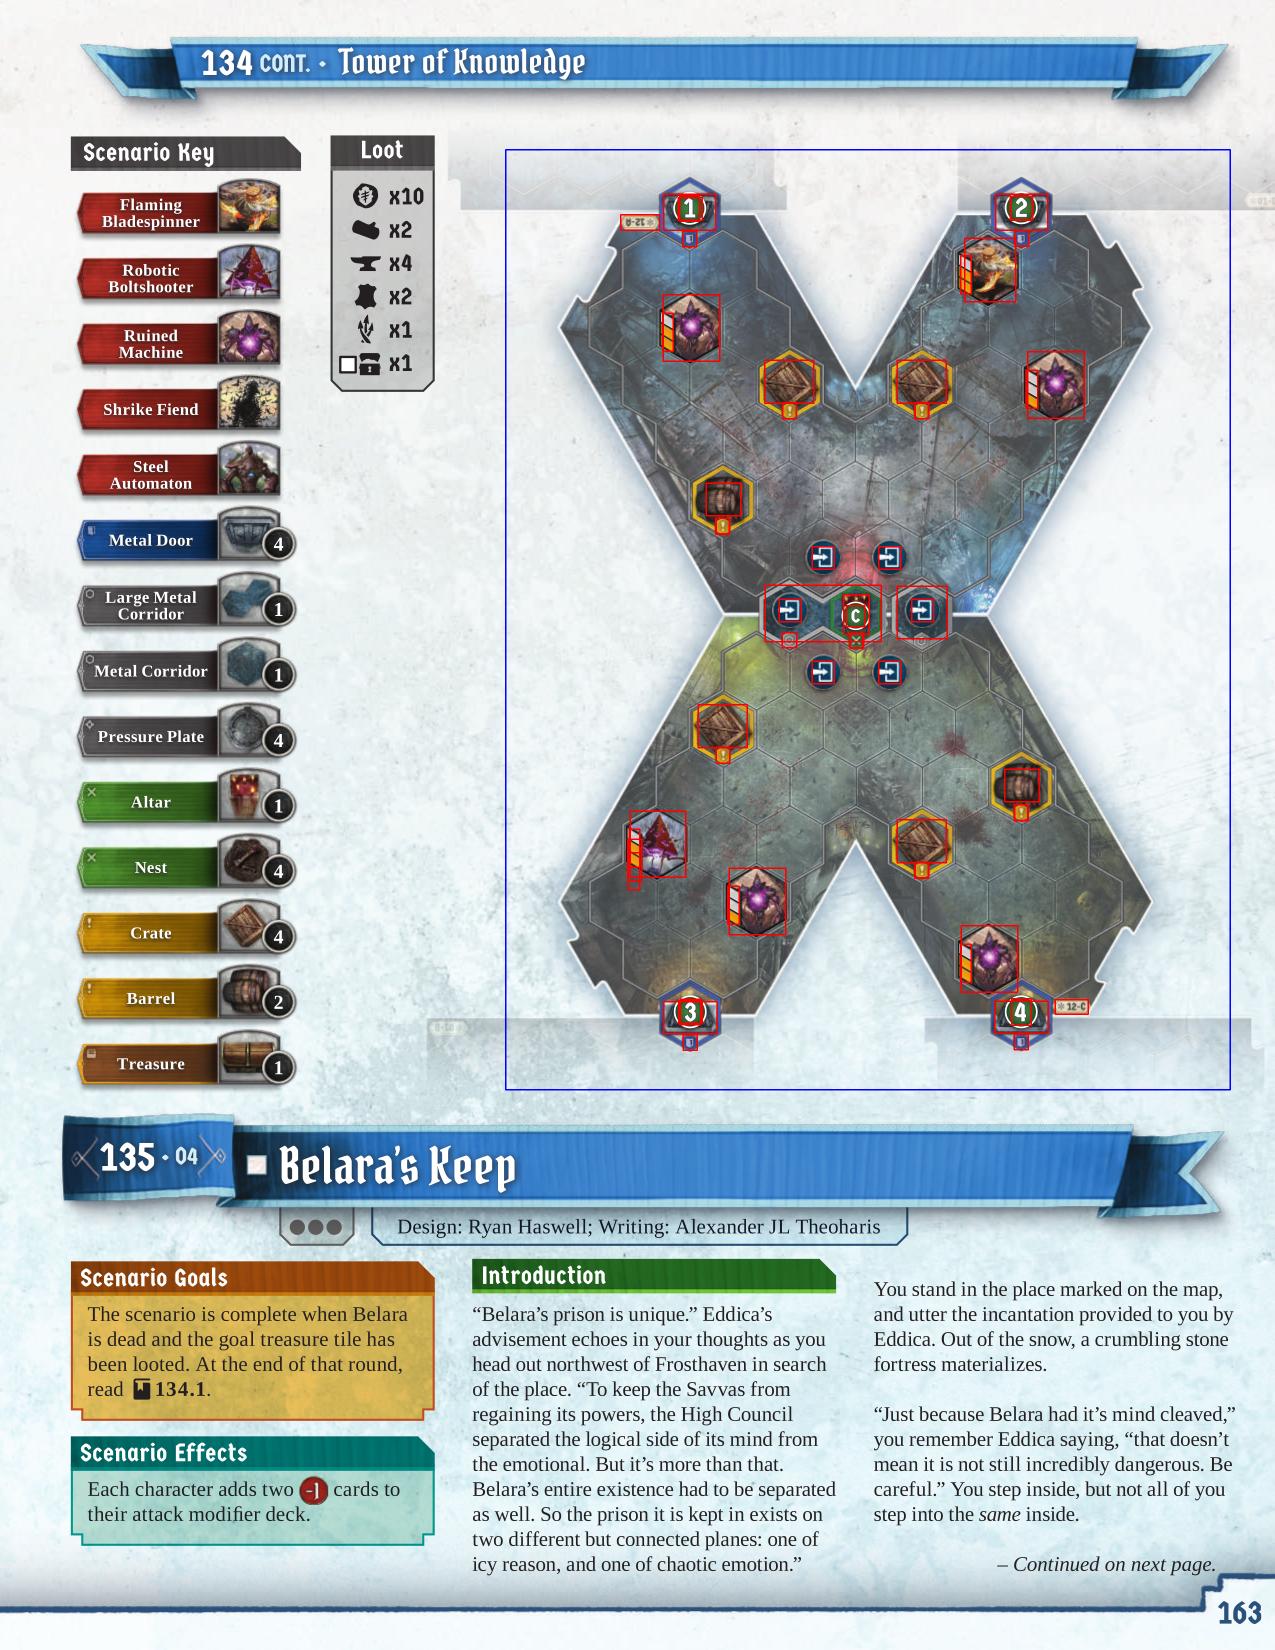 134 CONT. • Tower of Knowledge
Scenario Key
Flaming
Bladespinner
Robotic
Boltshooter
Ruined
Machine
Shrike Fiend
Steel
Automaton
Metal Door 4
Large Metal
Corridor 1
Metal Corridor 1
Pressure Plate 4
Altar 1
Nest 4
Crate 4
Barrel 2
Treasure 1
Loot
x10
x2
x4
x2
x1
x1
1
2
12-A
C
3
4
12-C
135 • 04
Belara's Keep
Design: Ryan Haswell; Writing: Alexander JL Theoharis
Scenario Goals
The scenario is complete when Belara
is dead and the goal treasure tile has
been looted. At the end of that round,
read 134.1.
Scenario Effects
Each character adds two -1 cards to
their attack modifier deck.
Introduction
“Belara’s prison is unique.” Eddica’s
advisement echoes in your thoughts as you
head out northwest of Frosthaven in search
of the place. “To keep the Savvas from
regaining its powers, the High Council
separated the logical side of its mind from
the emotional. But it’s more than that.
Belara’s entire existence had to be separated
as well. So the prison it is kept in exists on
two different but connected planes: one of
icy reason, and one of chaotic emotion.”
You stand in the place marked on the map,
and utter the incantation provided to you by
Eddica. Out of the snow, a crumbling stone
fortress materializes.
“Just because Belara had it’s mind cleaved,”
you remember Eddica saying, “that doesn’t
mean it is not still incredibly dangerous. Be
careful.” You step inside, but not all of you
step into the same inside.
– Continued on next page.
163